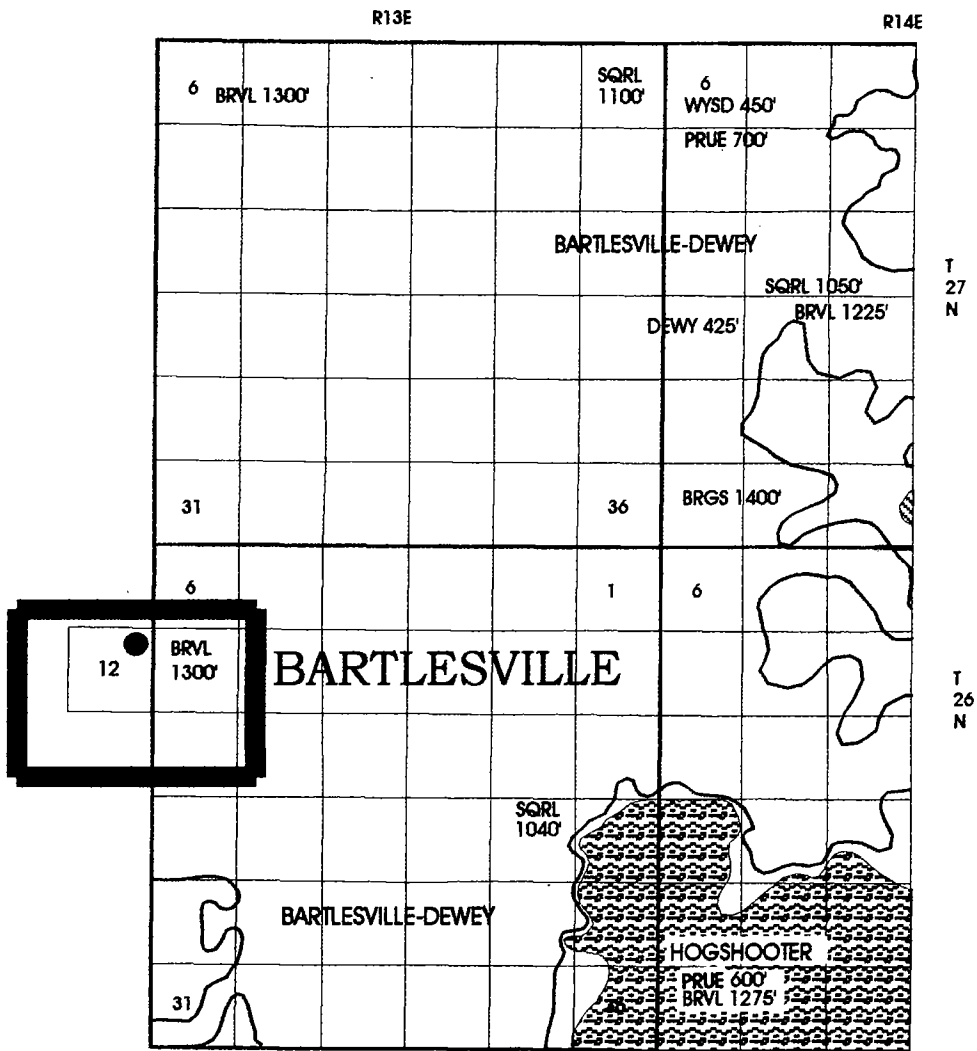 R13E
R14E
6
BRVL 1300'
SQRL
1100'
6
WYSD 450'
PRUE 700'
BARTLESVILLE-DEWEY
T
27
N
SQRL 1050'
BRVL 1225'
DEWY 425'
31
36
BRGS 1400'
6
1
6
12
BRVL
1300'
BARTLESVILLE
T
26
N
SQRL
1040'
BARTLESVILLE-DEWEY
HOGSHOOTER
PRUE 600'
BRVL 1275'
31